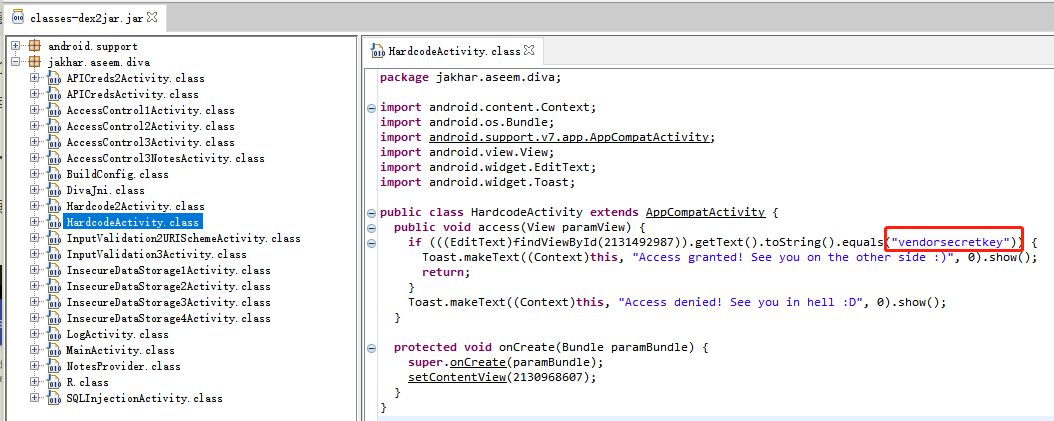 classes-dex2jar.jar
android.support
jakhar.aseem.diva
APICreds2Activity.class
APICredsActivity.class
AccessControl1Activity.class
AccessControl2Activity.class
AccessControl3Activity.class
AccessControl3NotesActivity.class
BuildConfig.class
DivaJni.class
Hardcode2Activity.class
HardcodeActivity.class
InputValidation2URISchemeActivity.class
InputValidation3Activity.class
InsecureDataStorage1Activity.class
InsecureDataStorage2Activity.class
InsecureDataStorage3Activity.class
InsecureDataStorage4Activity.class
LogActivity.class
MainActivity.class
NotesProvider.class
R.class
SQLInjectionActivity.class
HardcodeActivity.class
package jakhar.aseem.diva;
import android.content.Context;
import android.os.Bundle;
import android.support.v7.app.AppCompatActivity;
import android.view.View;
import android.widget.EditText;
import android.widget.Toast;
public class HardcodeActivity extends AppCompatActivity {
public void access(View paramView) {
if (((EditText)findViewById(2131492987)).getText().toString().equals("vendorsecretkey")) {
Toast.makeText((Context)this, "Access granted! See you on the other side :)", 0).show();
return;
}
Toast.makeText((Context)this, "Access denied! See you in hell :D", 0).show();
}
protected void onCreate(Bundle paramBundle) {
super.onCreate(paramBundle);
setContentView(2130968607);
}
}